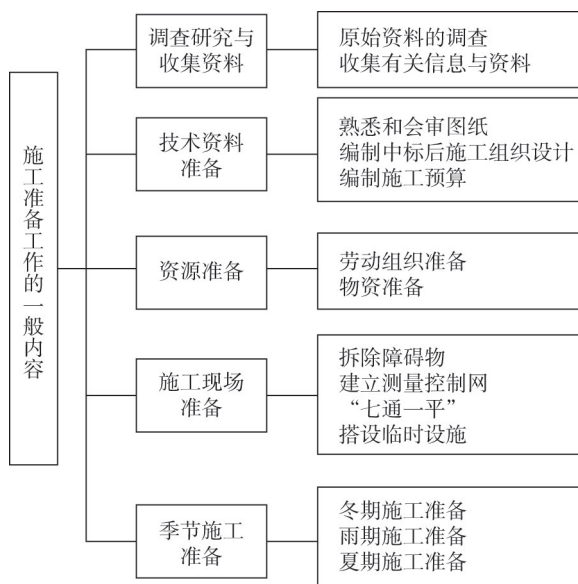 施工准备工作的一般内容
调查研究与
收集资料
原始资料的调查
收集有关信息与资料
技术资料
准备
熟悉和会审图纸
编制中标后施工组织设计
编制施工预算
资源准备
劳动组织准备
物资准备
施工现场
准备
拆除障碍物
建立测量控制网
“七通一平”
搭设临时设施
季节施工
准备
冬期施工准备
雨期施工准备
夏期施工准备